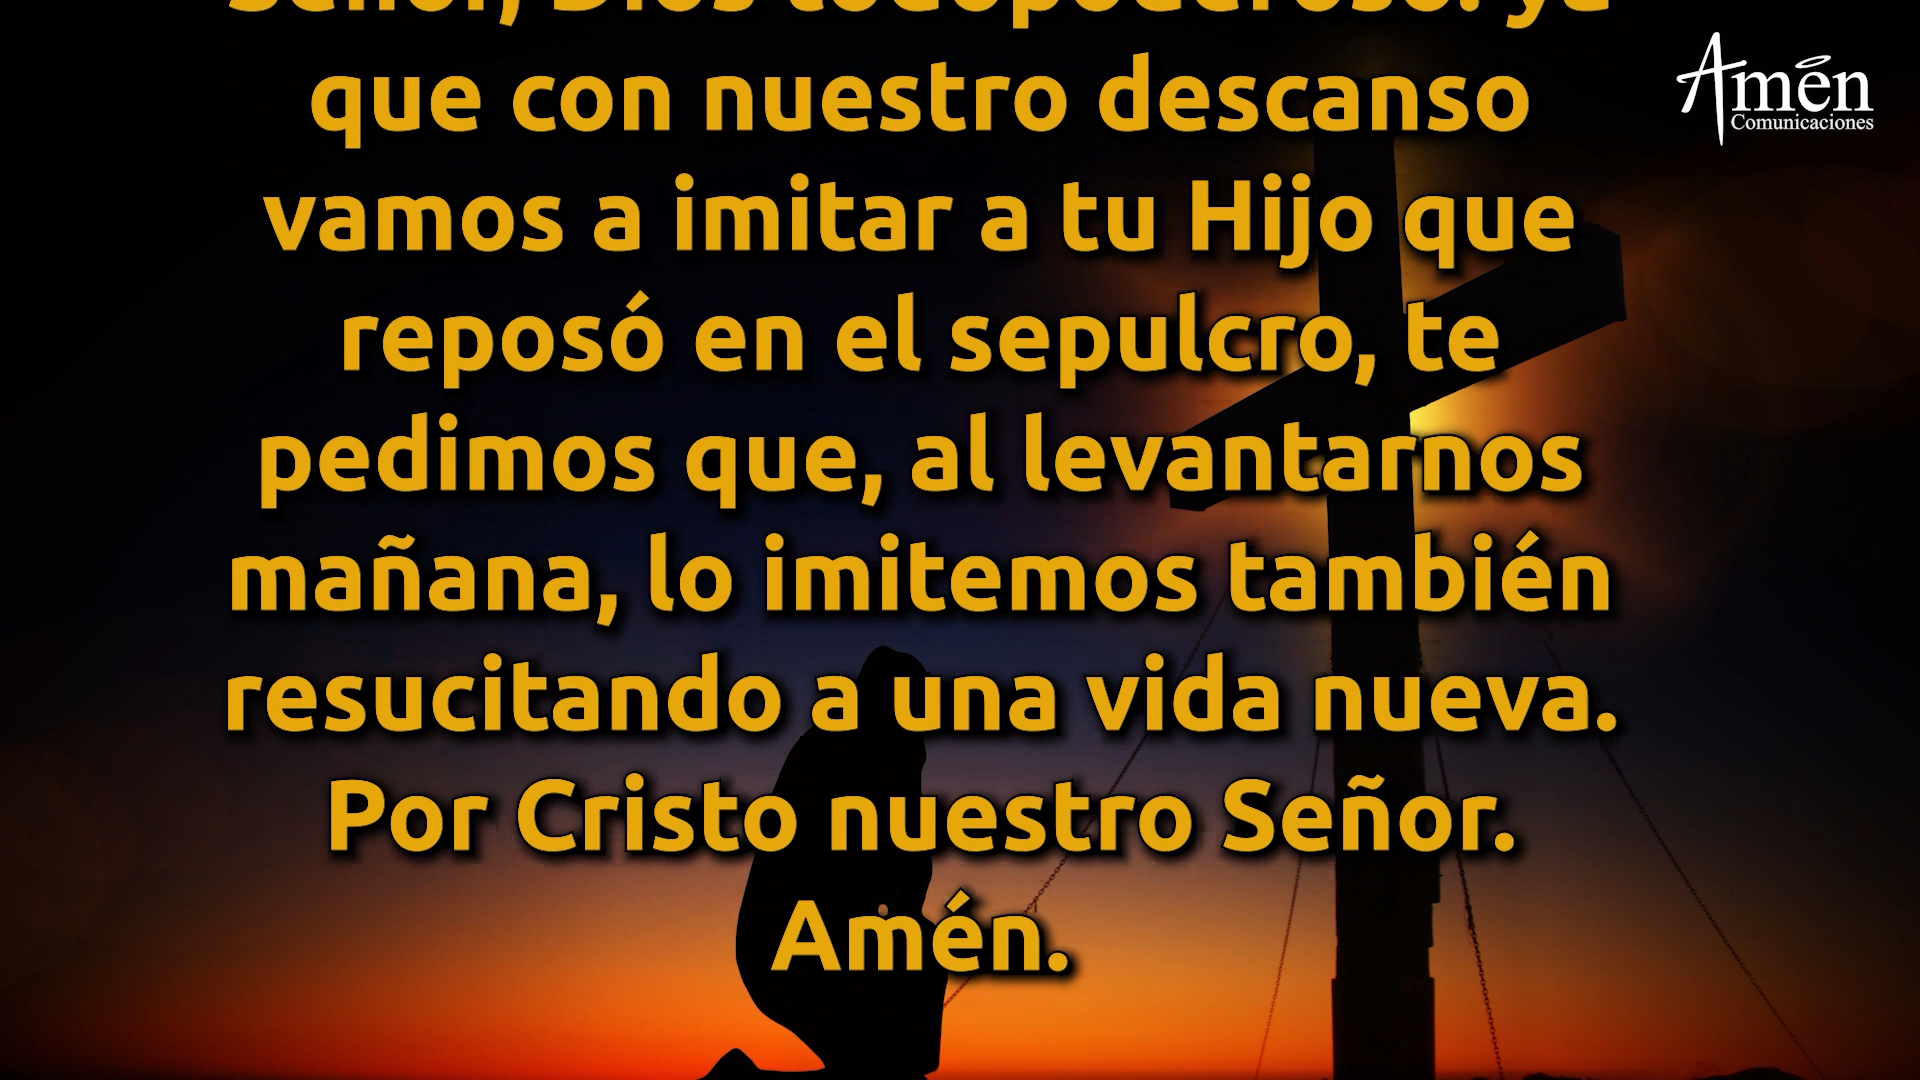 Señor, Dios todopoderoso: ya
que con nuestro descanso
vamos a imitar a tu Hijo que
reposó en el sepulcro, te
pedimos que, al levantarnos
mañana, lo imitemos también
resucitando a una vida nueva.
Por Cristo nuestro Señor.
Amén.
Amén
Comunicaciones